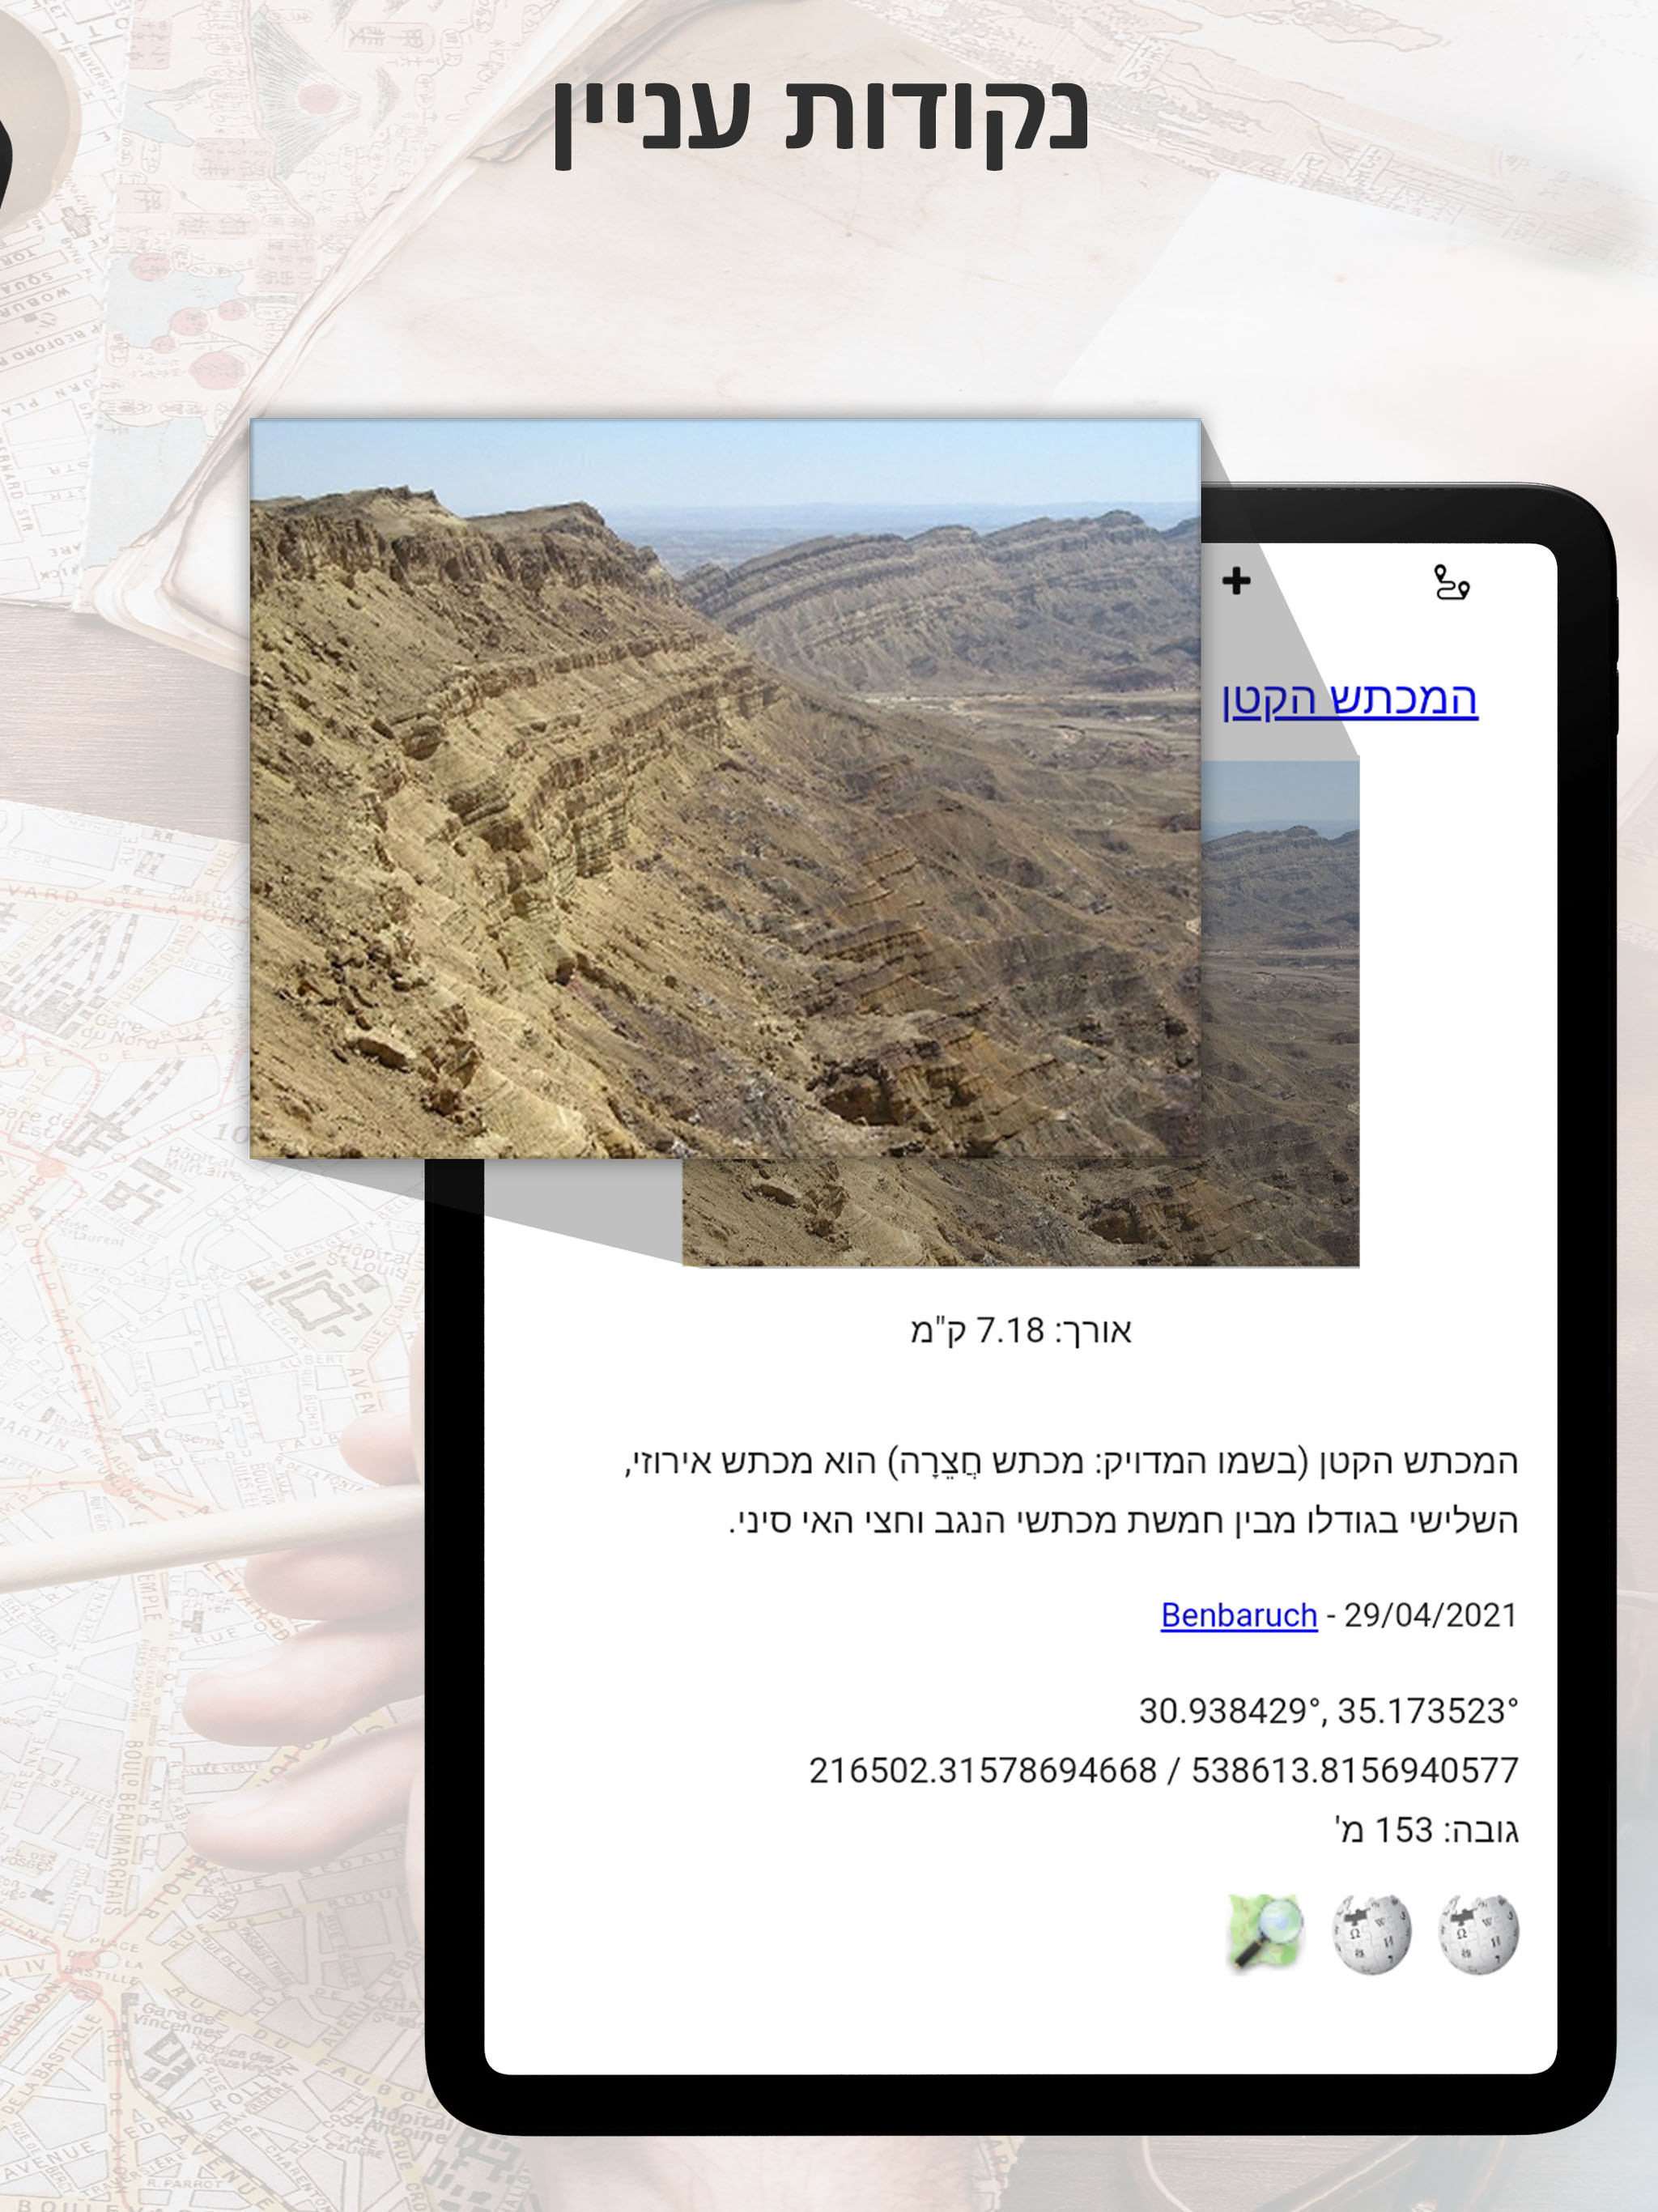 נקודות עניין
המכתש הקטן
אורך: 7.18 ק"מ
המכתש הקטן (בשמו המדויק: מכתש חֲצֵרָה) הוא מכתש אירוזי,
השלישי בגודלו מבין חמשת מכתשי הנגב וחצי האי סיני.
Benbaruch - 29/04/2021
30.938429°, 35.173523°
216502.31578694668 / 538613.8156940577
גובה: 153 מ'